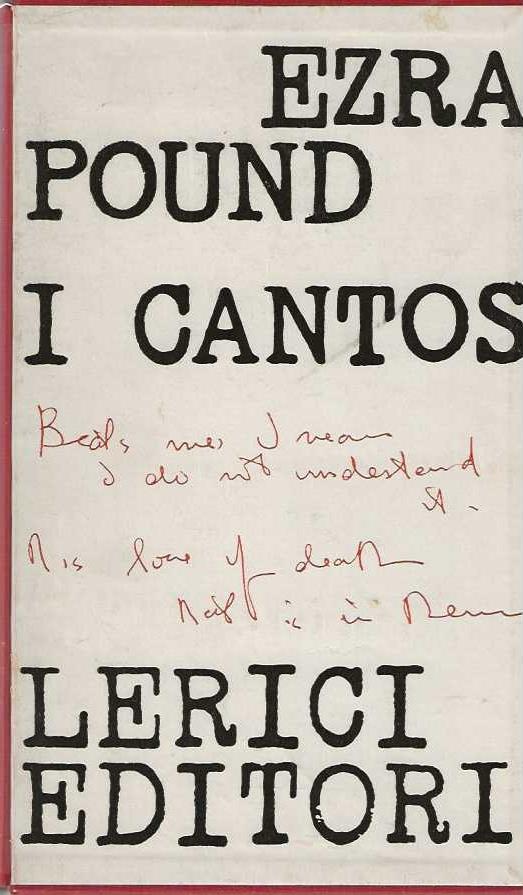 EZRA
POUND
I CANTOS
Beats me, I mean
I do not understand
it.
this love of death
that is in them
LERICI
EDITORI